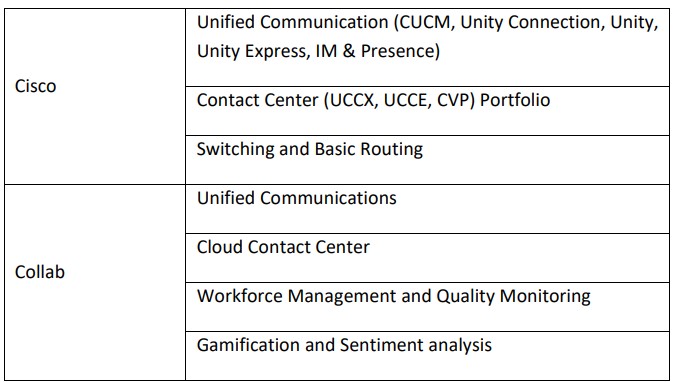 Cisco
Unified Communication (CUCM, Unity Connection, Unity,
Unity Express, IM & Presence)
Contact Center (UCCX, UCCE, CVP) Portfolio
Switching and Basic Routing
Collab
Unified Communications
Cloud Contact Center
Workforce Management and Quality Monitoring
Gamification and Sentiment analysis